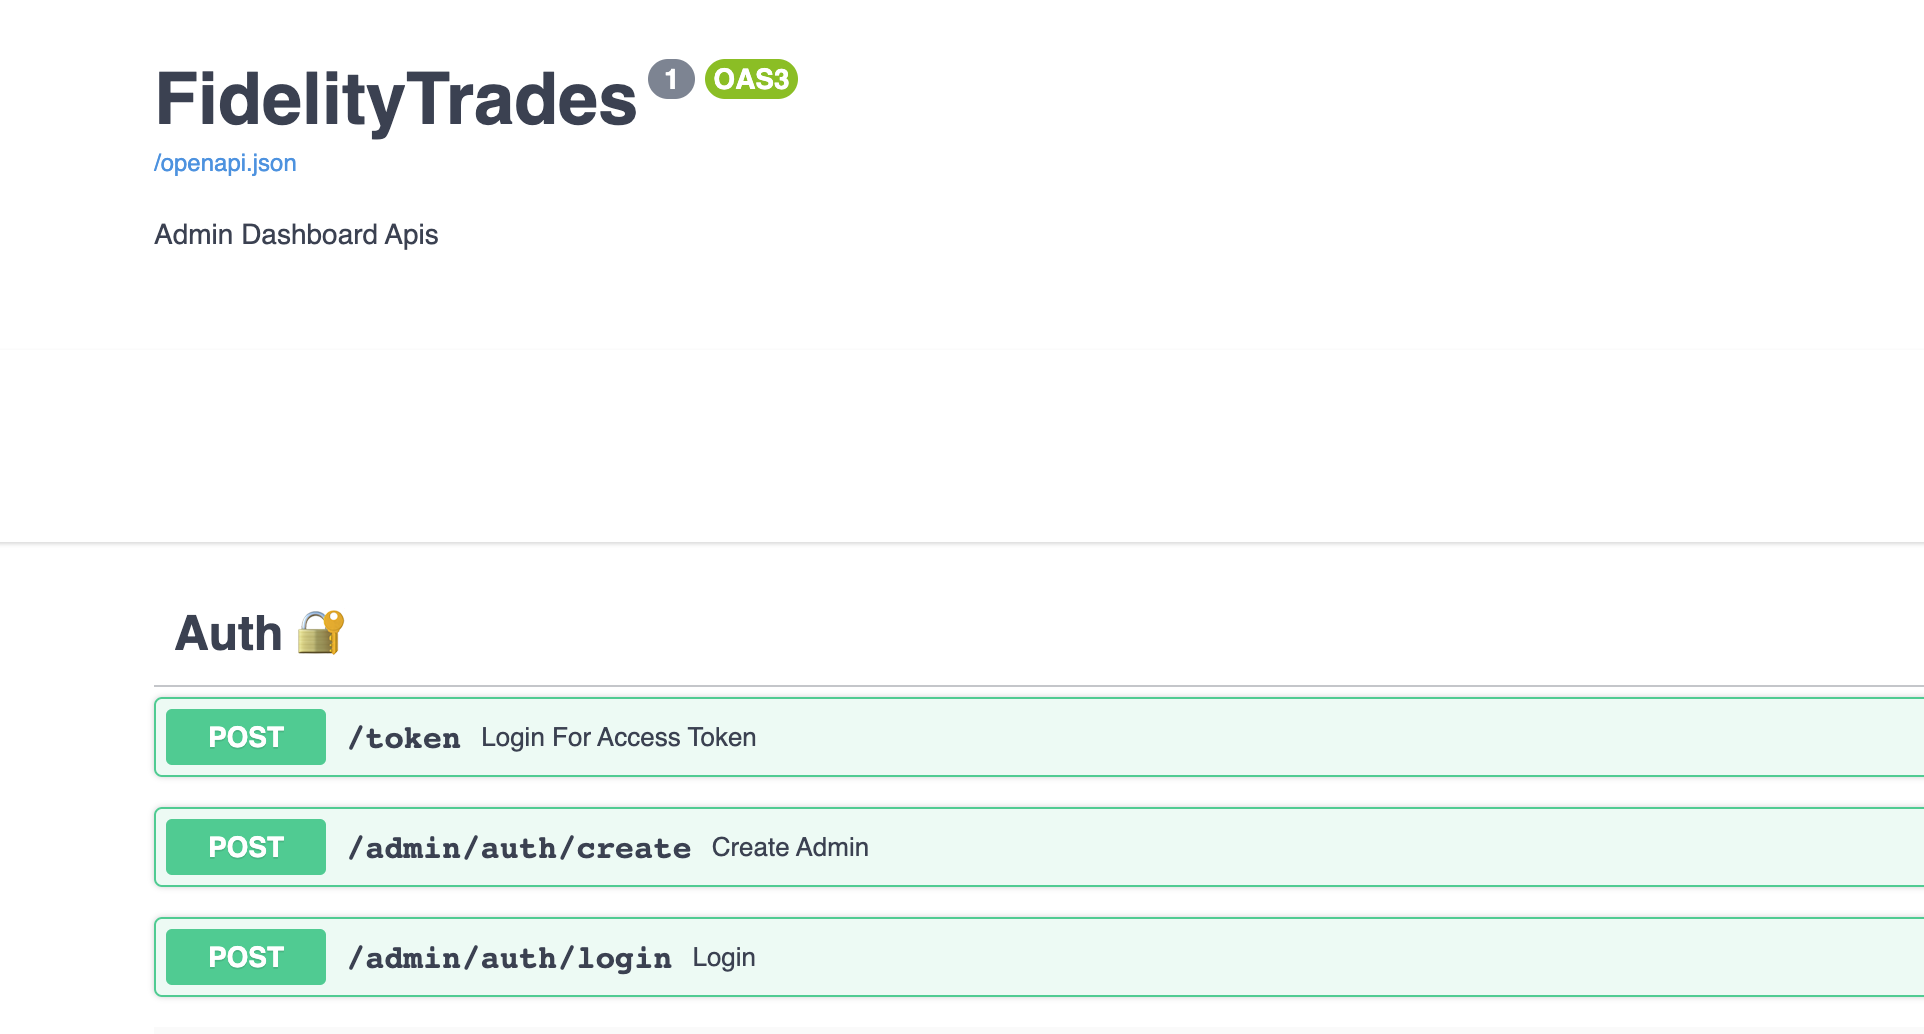 FidelityTrades 1 OAS3
/openapi.json
Admin Dashboard Apis
Auth 🔐
POST /token Login For Access Token
POST /admin/auth/create Create Admin
POST /admin/auth/login Login